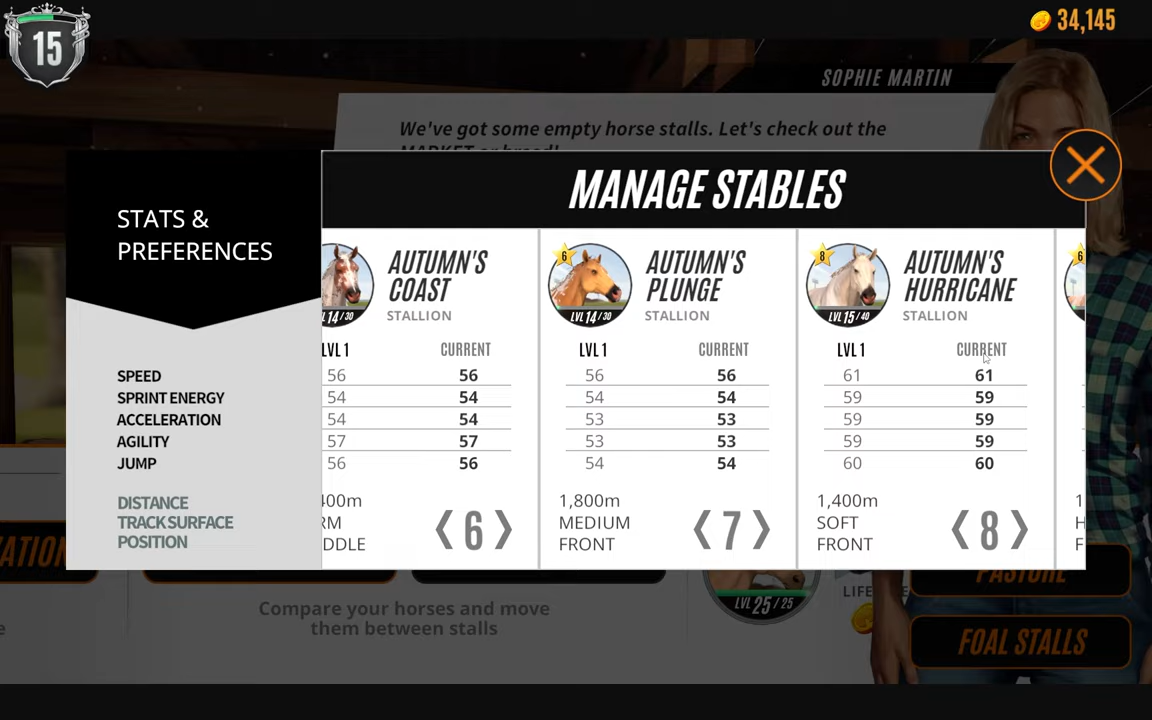 15
34,145
SOPHIE MARTIN
We've got some empty horse stalls. Let's check out the
MANAGE STABLES
STATS &
PREFERENCES
SPEED
SPRINT ENERGY
ACCELERATION
AGILITY
JUMP
DISTANCE
TRACK SURFACE
POSITION
AUTUMN'S
COAST
STALLION
LVL 14/30
LVL 1 CURRENT
56 56
54 54
54 54
57 57
56 56
400m
RM
DDLE
6
6
AUTUMN'S
PLUNGE
STALLION
LVL 14/30
LVL 1 CURRENT
56 56
54 54
53 53
53 53
54 54
1,800m
MEDIUM
FRONT
7
8
AUTUMN'S
HURRICANE
STALLION
LVL 15/40
LVL 1 CURRENT
61 61
59 59
59 59
59 59
60 60
1,400m
SOFT
FRONT
8
6
1
H
F
ATION
Compare your horses and move
them between stalls
LVL 25/25
PASTURE
FOAL STALLS